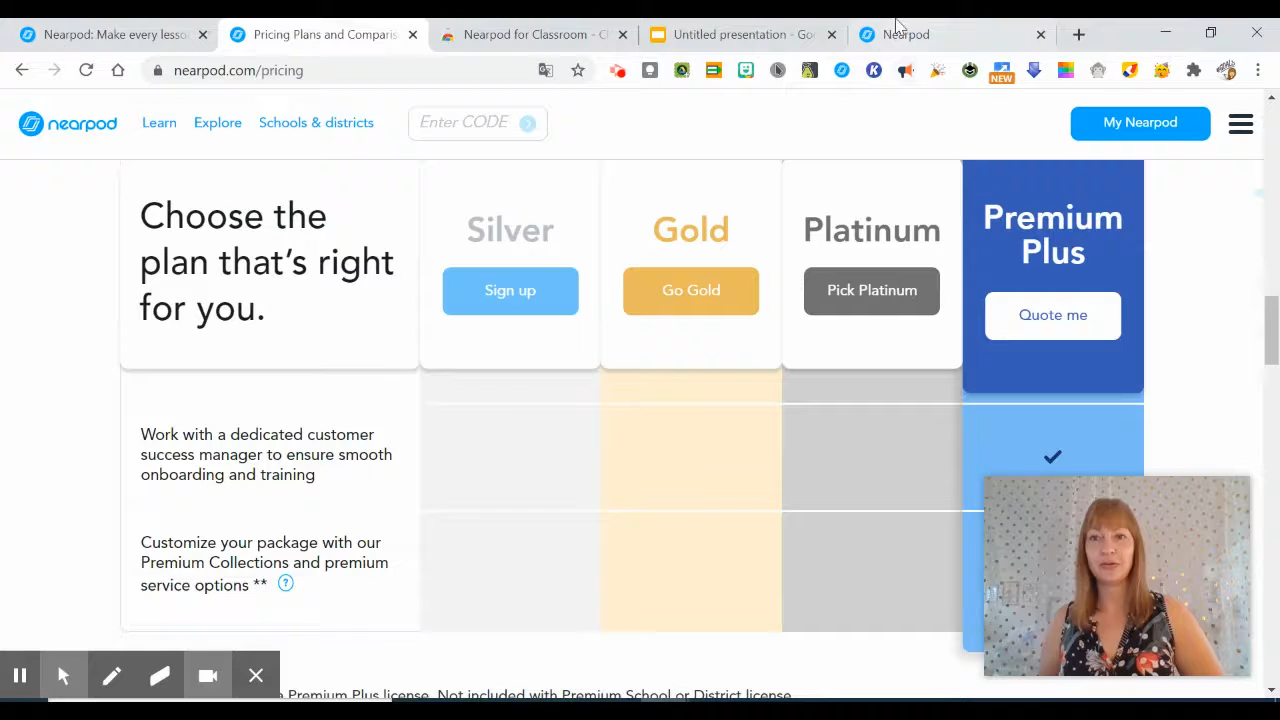 Nearpod: Make every lesso
Pricing Plans and Comparis
Nearpod for Classroom - C
Untitled presentation - Go
Nearpod
nearpod.com/pricing
NEW
nearpod
Learn
Explore
Schools & districts
Enter CODE
My Nearpod
Choose the
plan that's right
for you.
Silver
Sign up
Gold
Go Gold
Platinum
Pick Platinum
Premium
Plus
Quote me
Work with a dedicated customer
success manager to ensure smooth
onboarding and training
Customize your package with our
Premium Collections and premium
service options ** ?
Premium Plus license. Not included with Premium School or District license